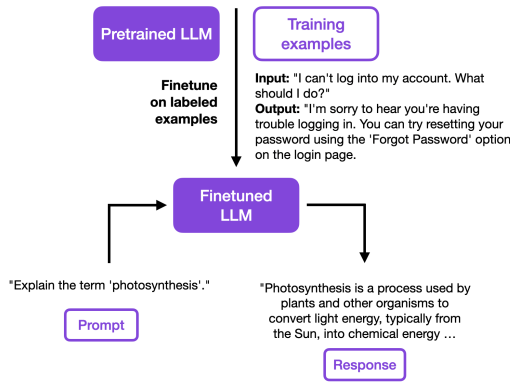 Pretrained LLM
Training
examples
Finetune
on labeled
examples
Input: "I can't log into my account. What
should I do?"
Output: "I'm sorry to hear you're having
trouble logging in. You can try resetting your
password using the 'Forgot Password' option
on the login page.
Finetuned
LLM
"Explain the term 'photosynthesis'."
Prompt
"Photosynthesis is a process used by
plants and other organisms to
convert light energy, typically from
the Sun, into chemical energy ...
Response